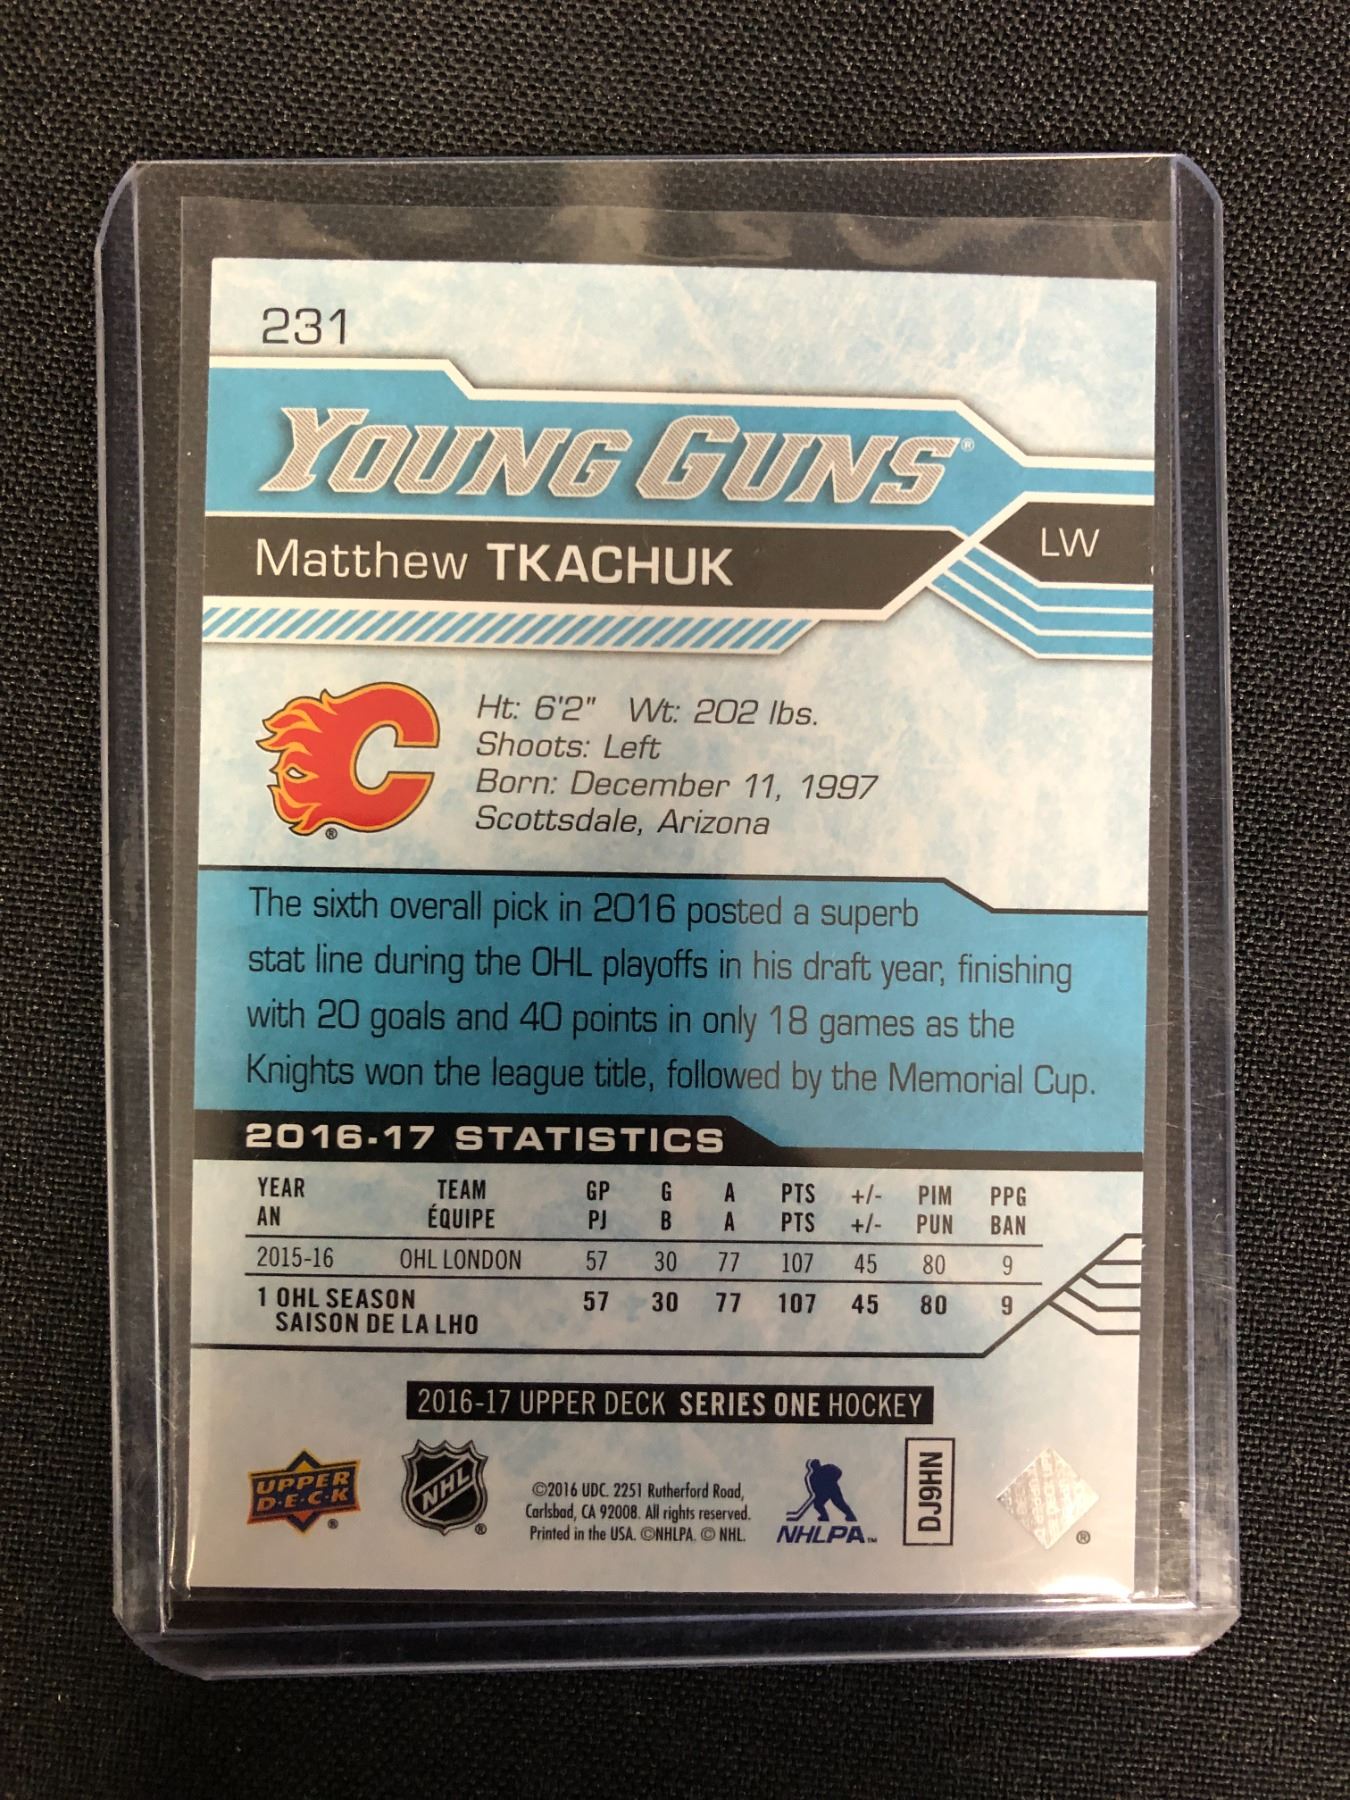 231
YOUNG GUNS®
Matthew TKACHUK
LW
Ht: 6'2" Wt: 202 lbs.
Shoots: Left
Born: December 11, 1997
Scottsdale, Arizona
®
The sixth overall pick in 2016 posted a superb
stat line during the OHL playoffs in his draft year, finishing
with 20 goals and 40 points in only 18 games as the
Knights won the league title, followed by the Memorial Cup.
2016-17 STATISTICS
YEAR TEAM GP G A PTS +/- PIM PPG
AN ÉQUIPE PJ B A PTS +/- PUN BAN
2015-16 OHL LONDON 57 30 77 107 45 80 9
1 OHL SEASON 57 30 77 107 45 80 9
SAISON DE LA LHO
2016-17 UPPER DECK SERIES ONE HOCKEY
UPPER
D·E·C·K
®
NHL
®
©2016 UDC. 2251 Rutherford Road,
Carlsbad, CA 92008. All rights reserved.
Printed in the USA. ©NHLPA. © NHL.
NHLPA™
DJ9HN
®